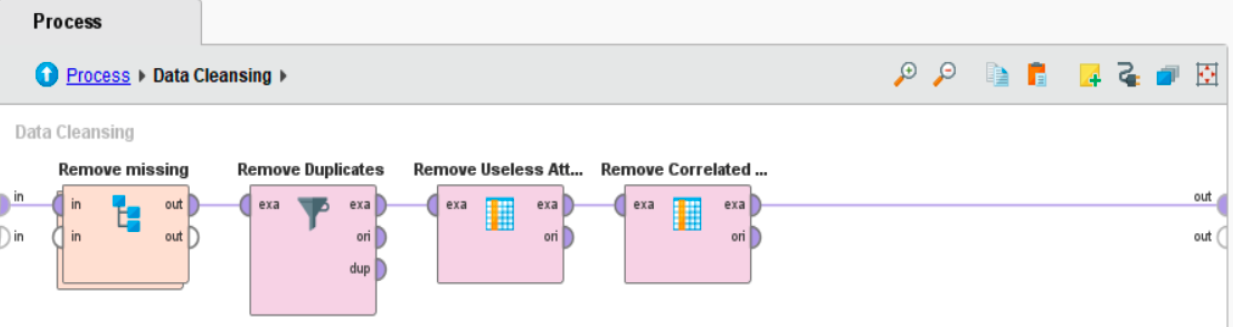 Process
Process Data Cleansing
Data Cleansing
Remove missing Remove Duplicates Remove Useless Att... Remove Correlated ...
in in out exa exa exa exa exa exa out
in in out ori ori ori out
dup